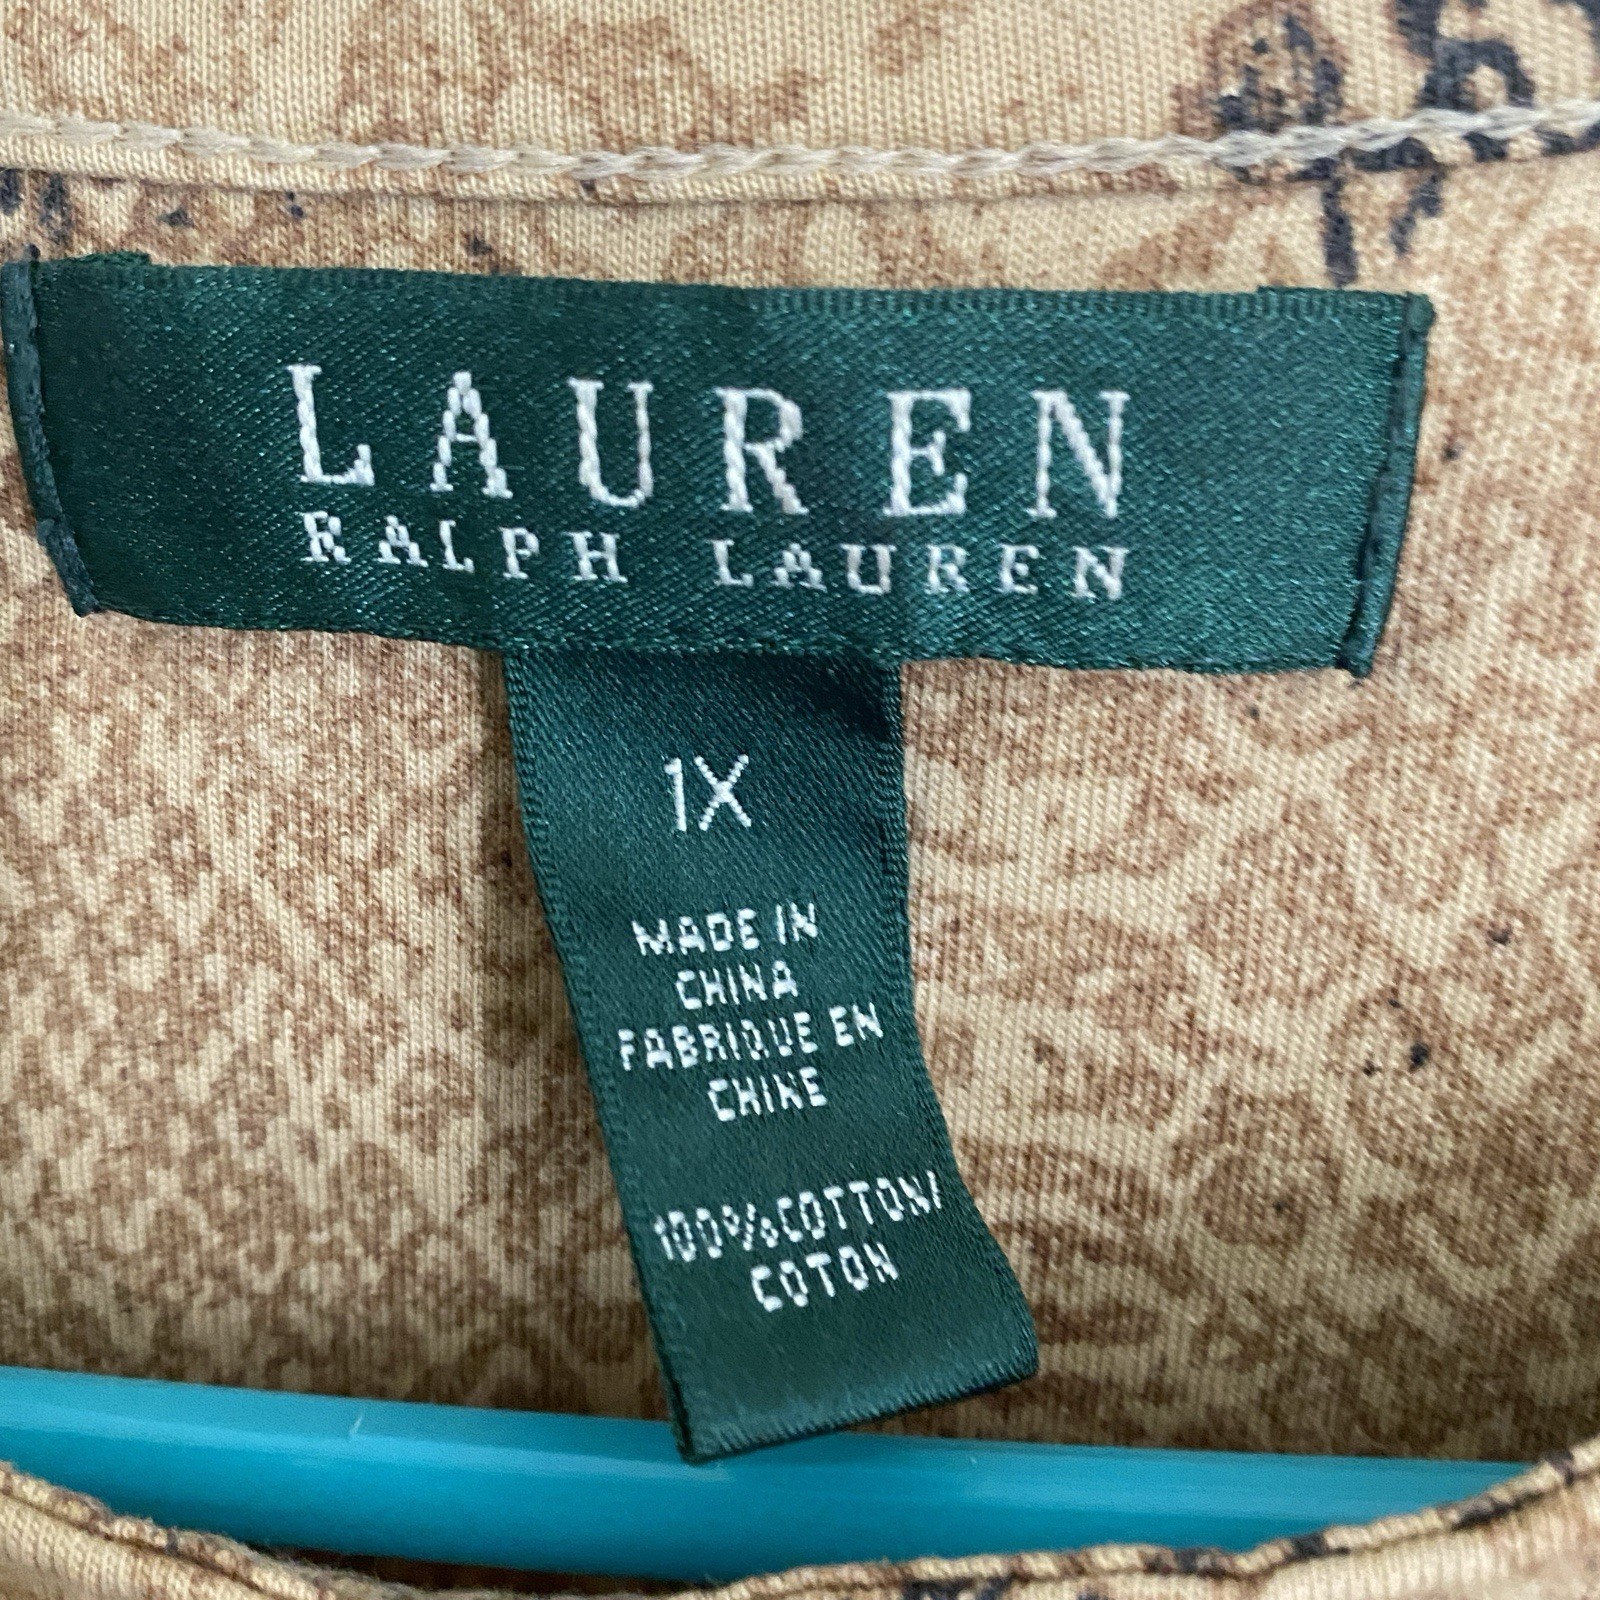 LAUREN
RALPH LAUREN
1X
MADE IN
CHINA
FABRIQUE EN
CHINE
100%COTTON/
COTON